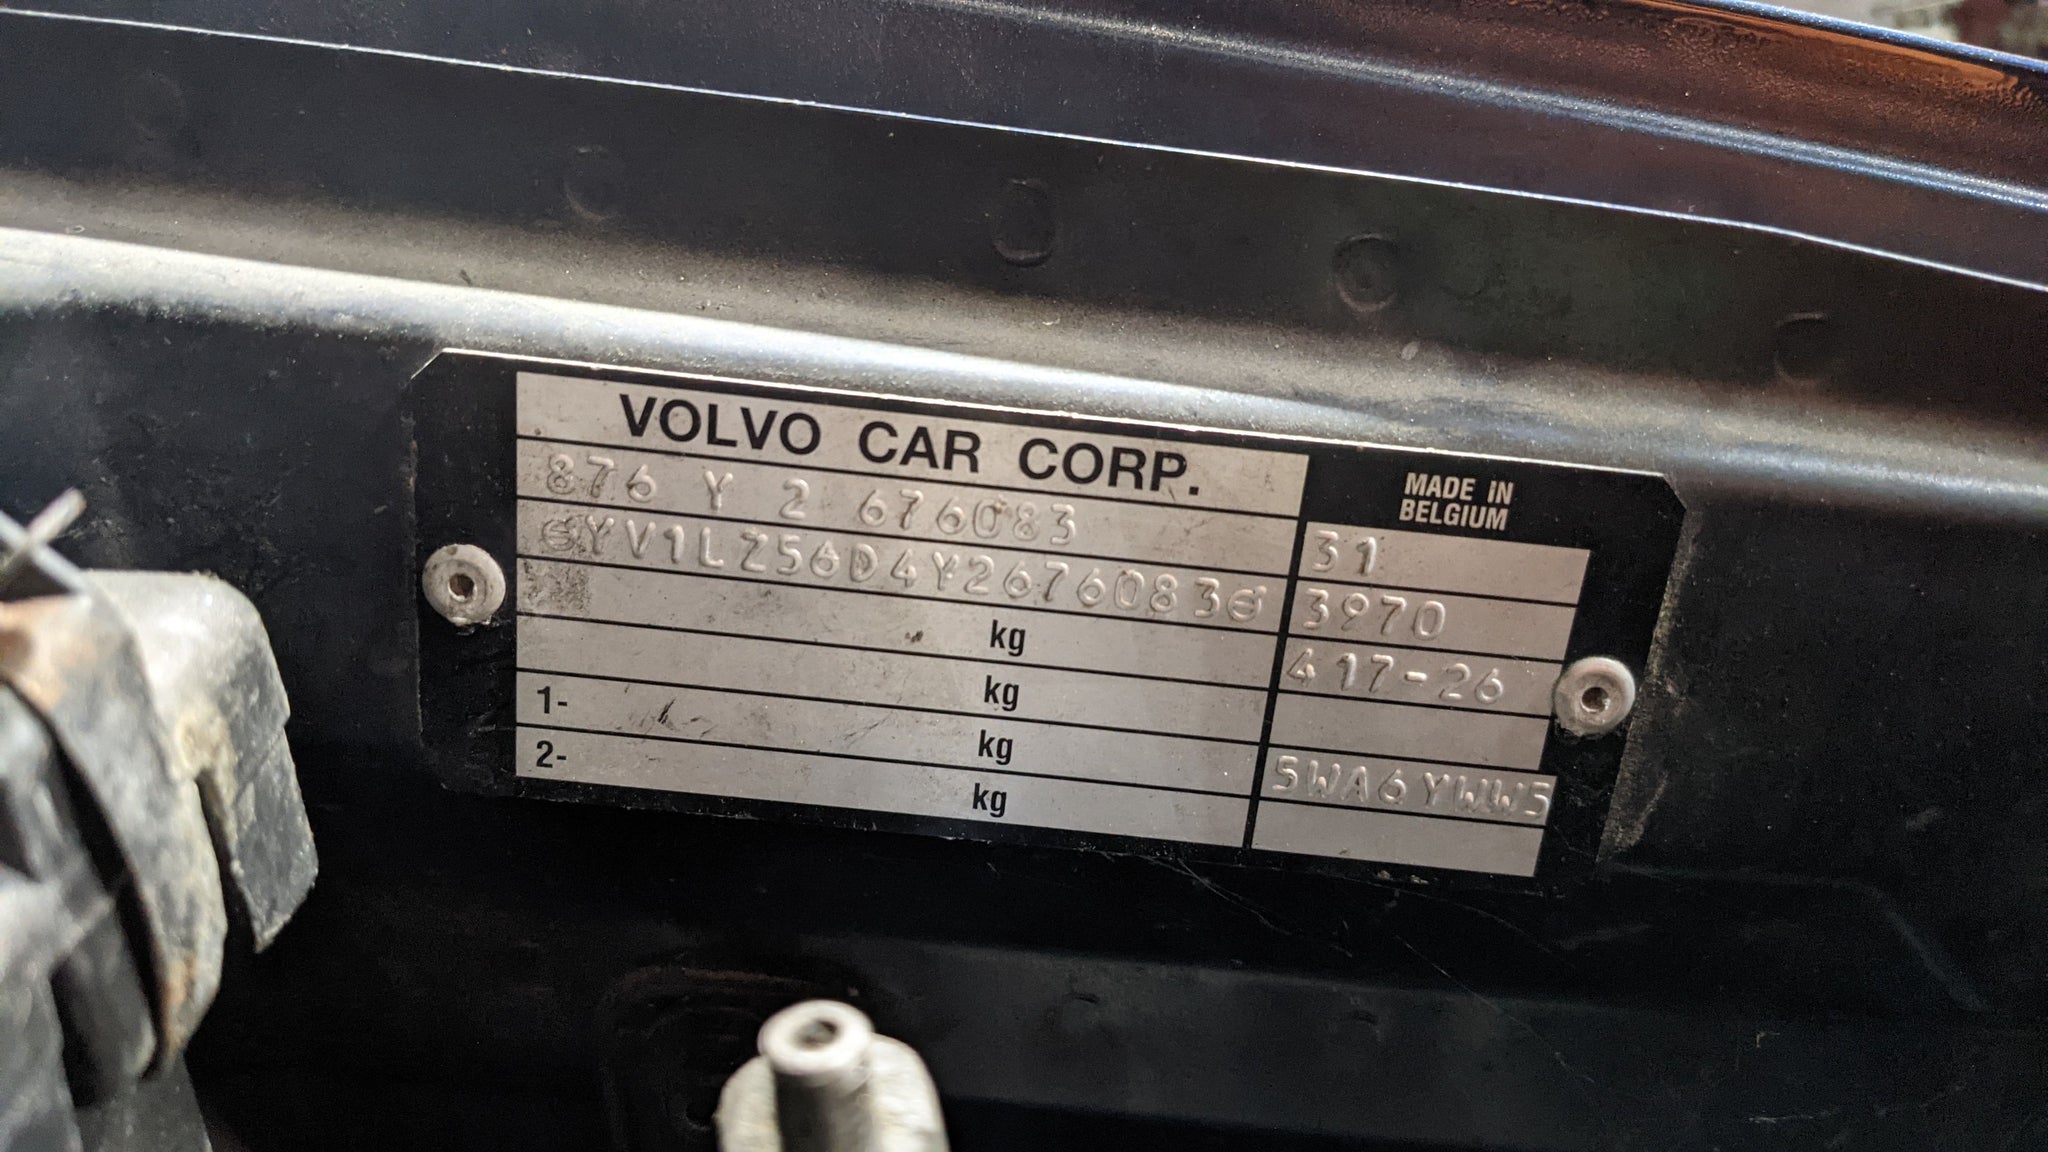 VOLVO CAR CORP.
876 Y 2 676083
YV1LZ56D4Y2676083
kg
kg
1- kg
2- kg
MADE IN
BELGIUM
31
3970
417-26
5WA6YWW5